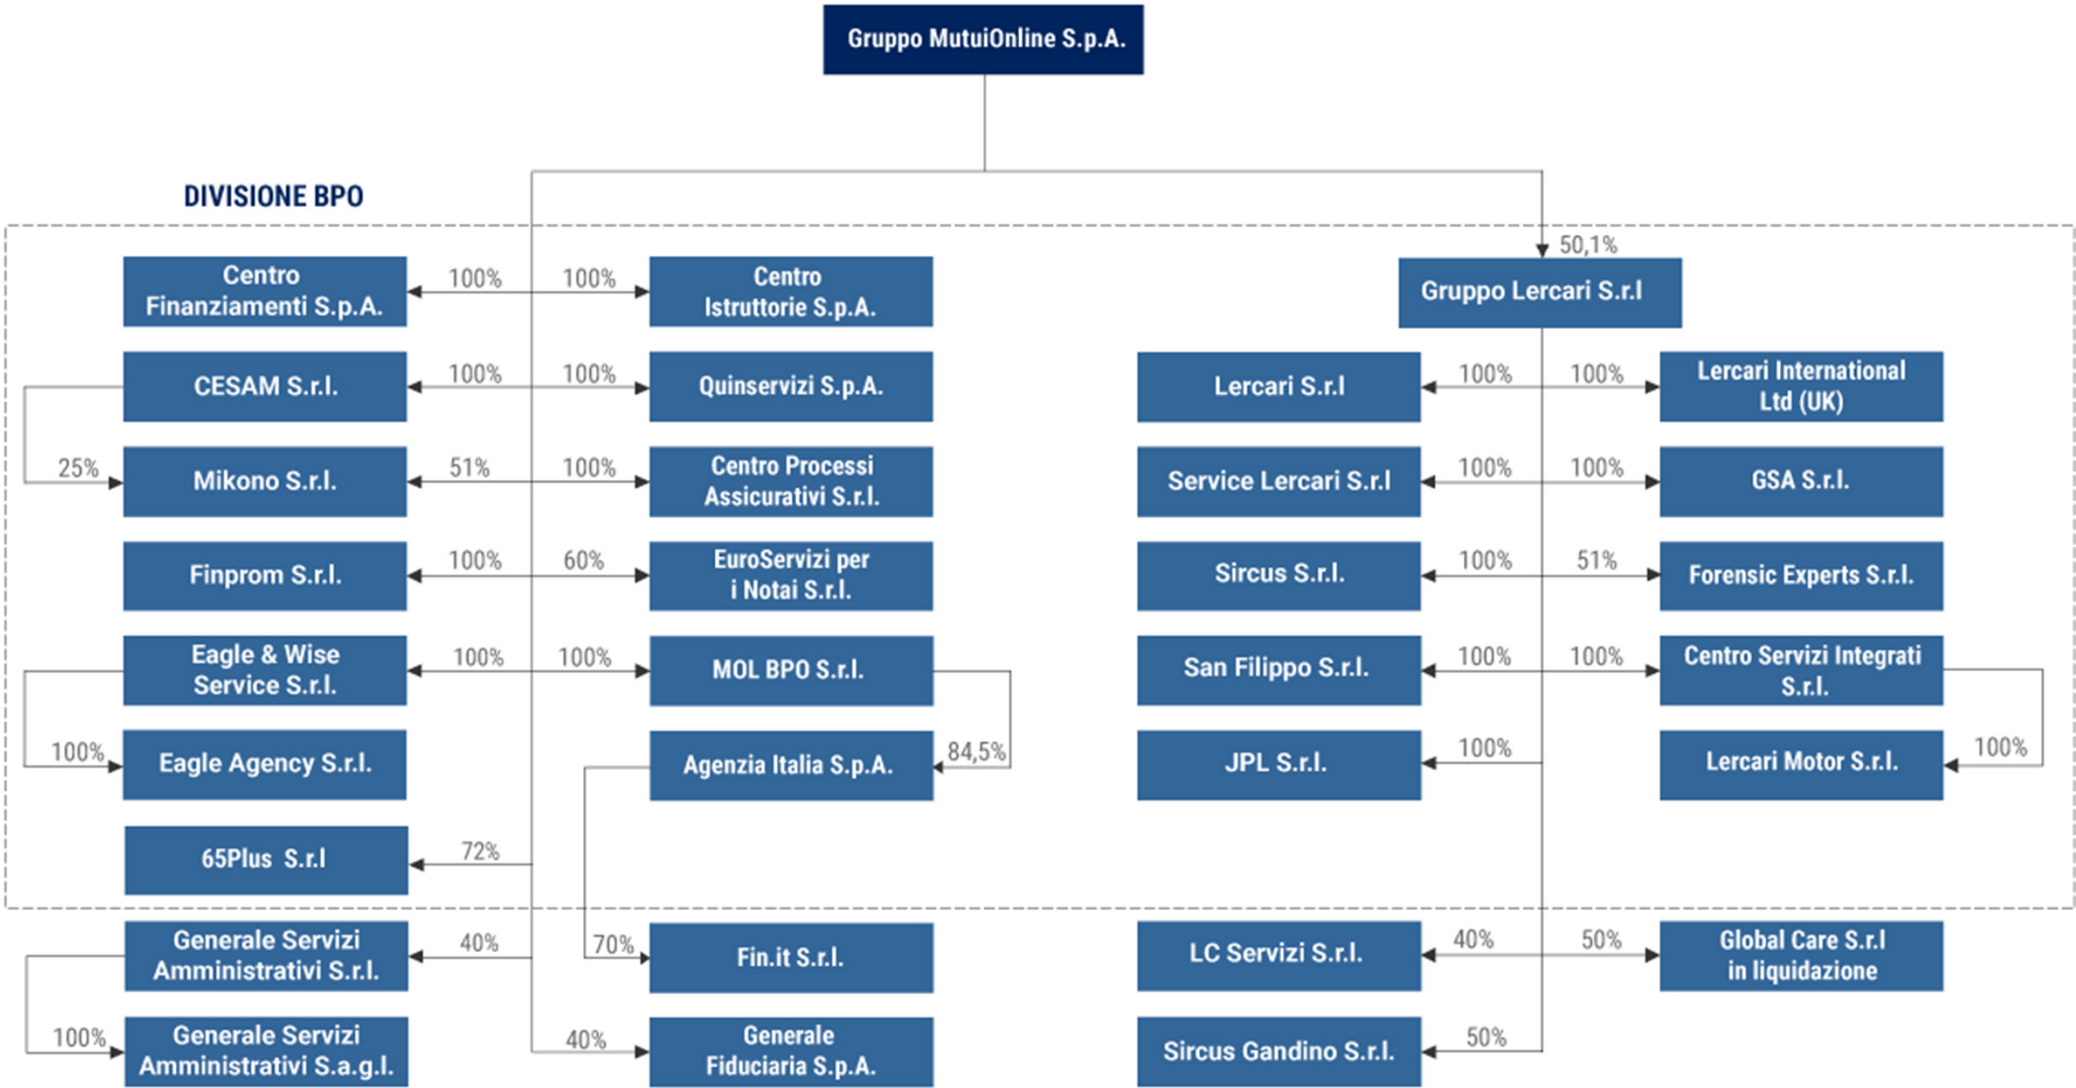 Gruppo MutuiOnline S.p.A.
DIVISIONE BPO
50,1%
Centro
Finanziamenti S.p.A.
100%
100%
Centro
Istruttorie S.p.A.
Gruppo Lercari S.r.l
CESAM S.r.l.
100%
100%
Quinservizi S.p.A.
Lercari S.r.l
100%
100%
Lercari International
Ltd (UK)
25%
Mikono S.r.l.
51%
100%
Centro Processi
Assicurativi S.r.l.
Service Lercari S.r.l
100%
100%
GSA S.r.l.
Finprom S.r.l.
100%
60%
EuroServizi per
i Notai S.r.l.
Sircus S.r.l.
100%
51%
Forensic Experts S.r.l.
Eagle & Wise
Service S.r.l.
100%
100%
MOL BPO S.r.l.
San Filippo S.r.l.
100%
100%
Centro Servizi Integrati
S.r.l.
100%
Eagle Agency S.r.l.
Agenzia Italia S.p.A.
84,5%
JPL S.r.l.
100%
Lercari Motor S.r.l.
100%
65Plus S.r.l
72%
Generale Servizi
Amministrativi S.r.l.
40%
70%
Fin.it S.r.l.
LC Servizi S.r.l.
40%
50%
Global Care S.r.l
in liquidazione
100%
Generale Servizi
Amministrativi S.a.g.l.
40%
Generale
Fiduciaria S.p.A.
Sircus Gandino S.r.l.
50%